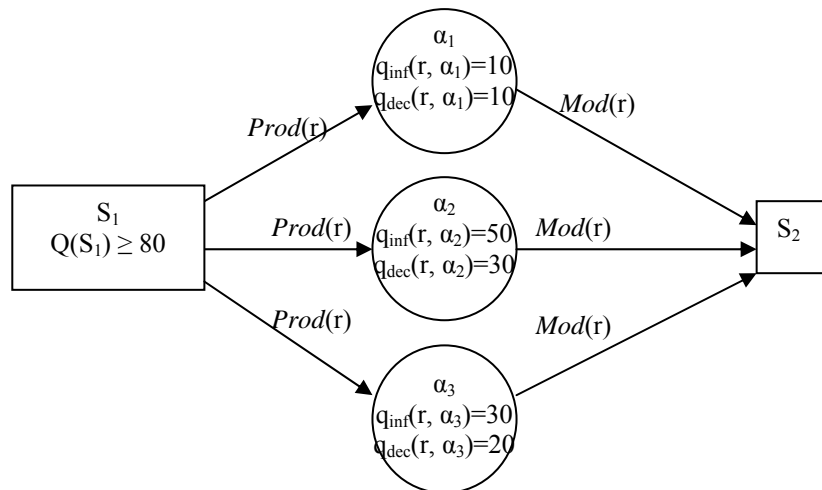 α₁
qinf(r, α₁)=10
qdec(r, α₁)=10
Prod(r)
Mod(r)
S₁
Q(S₁) ≥ 80
Prod(r)
α₂
qinf(r, α₂)=50
qdec(r, α₂)=30
Mod(r)
S₂
Prod(r)
Mod(r)
α₃
qinf(r, α₃)=30
qdec(r, α₃)=20